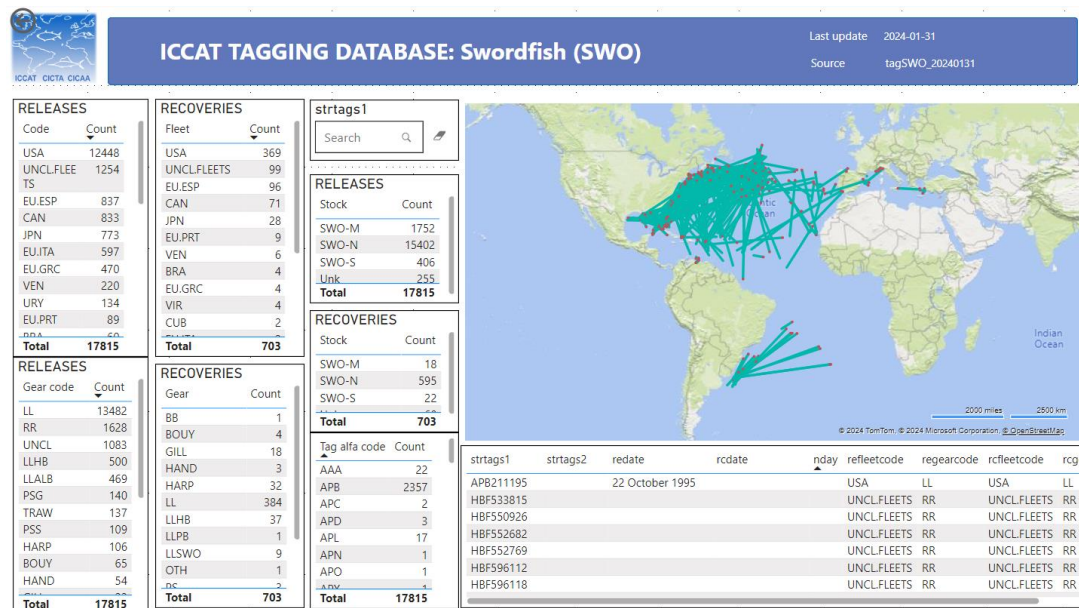 ICCAT CICTA CICAA
ICCAT TAGGING DATABASE: Swordfish (SWO)
Last update 2024-01-31
Source tagSWO_20240131
RELEASES
Code Count
USA 12448
UNCL.FLEE
TS 1254
EU.ESP 837
CAN 833
JPN 773
EU.ITA 597
EU.GRC 470
VEN 220
URY 134
EU.PRT 89
Total 17815
RECOVERIES
Fleet Count
USA 369
UNCL.FLEETS 99
EU.ESP 96
CAN 71
JPN 28
EU.PRT 9
VEN 6
BRA 4
EU.GRC 4
VIR 4
CUB 2
Total 703
strtags1
Search
RELEASES
Stock Count
SWO-M 1752
SWO-N 15402
SWO-S 406
Unk 255
Total 17815
RECOVERIES
Stock Count
SWO-M 18
SWO-N 595
SWO-S 22
Total 703
RELEASES
Gear code Count
LL 13482
RR 1628
UNCL 1083
LLHB 500
LLALB 469
PSG 140
TRAW 137
PSS 109
HARP 106
BOUY 65
HAND 54
Total 17815
RECOVERIES
Gear Count
BB 1
BOUY 4
GILL 18
HAND 3
HARP 32
LL 384
LLHB 37
LLPB 1
LLSWO 9
OTH 1
Total 703
Tag alfa code Count
AAA 22
APB 2357
APC 2
APD 3
APL 17
APN 1
APO 1
Total 17815
Indian
Ocean
2000 miles 2500 km
© 2024 TomTom, © 2024 Microsoft Corporation, © OpenStreetMap
strtags1 strtags2 redate rcdate nday refleetcode regearcode rcfleetcode rcg
APB211195 22 October 1995 USA LL USA LL
HBF533815 UNCL.FLEETS RR UNCL.FLEETS RR
HBF550926 UNCL.FLEETS RR UNCL.FLEETS RR
HBF552682 UNCL.FLEETS RR UNCL.FLEETS RR
HBF552769 UNCL.FLEETS RR UNCL.FLEETS RR
HBF596112 UNCL.FLEETS RR UNCL.FLEETS RR
HBF596118 UNCL.FLEETS RR UNCL.FLEETS RR